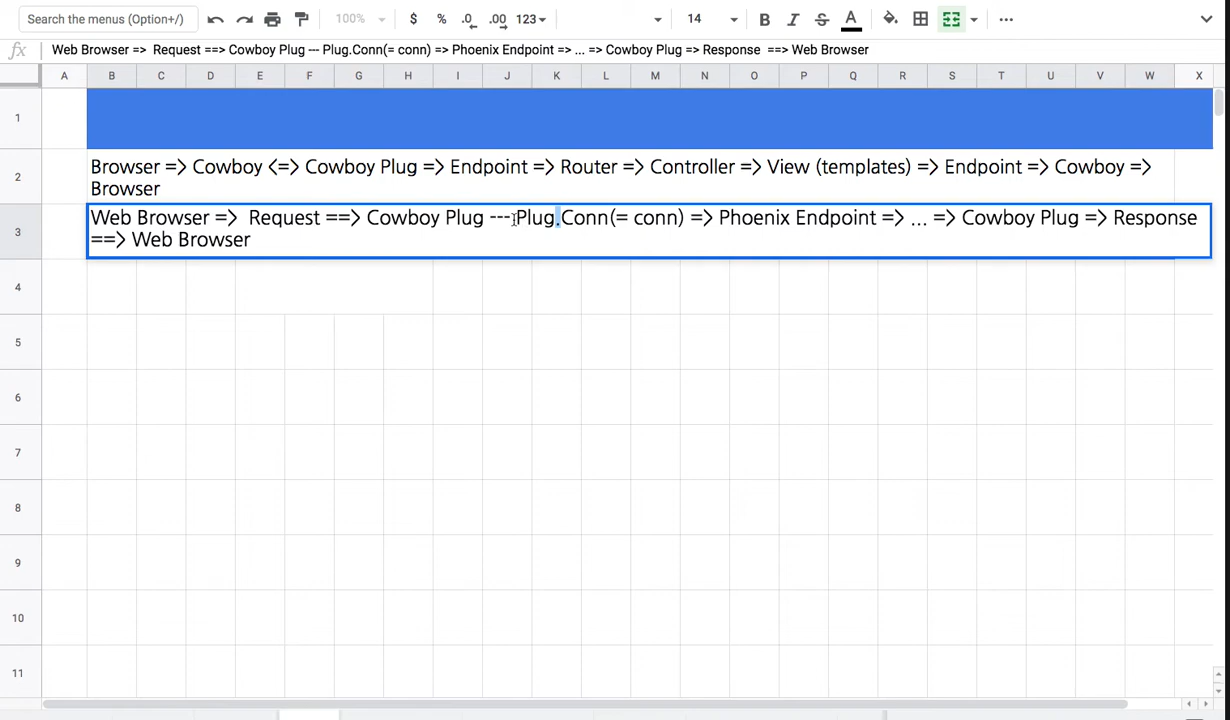 Search the menus (Option+/) 100% $ % .0 .00 123 14 B I S A
fx Web Browser => Request ==> Cowboy Plug --- Plug.Conn(= conn) => Phoenix Endpoint => ... => Cowboy Plug => Response ==> Web Browser
A B C D E F G H I J K L M N O P Q R S T U V W X
1
2 Browser => Cowboy <=> Cowboy Plug => Endpoint => Router => Controller => View (templates) => Endpoint => Cowboy =>
Browser
3 Web Browser => Request ==> Cowboy Plug --- Plug.Conn(= conn) => Phoenix Endpoint => ... => Cowboy Plug => Response
==> Web Browser
4
5
6
7
8
9
10
11